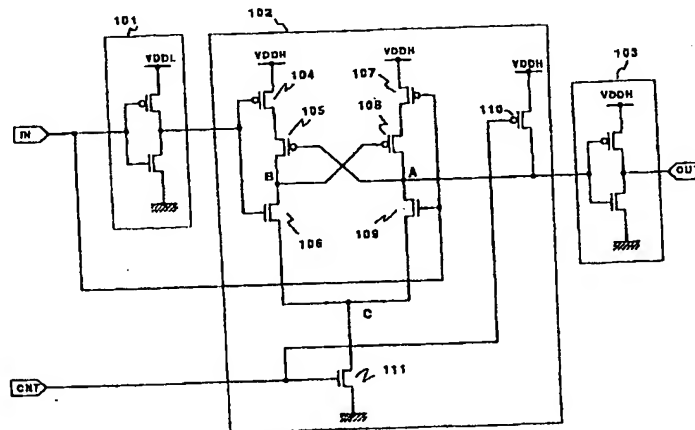 101
102
VDDL
VDDH
104
VDDH
107
VDDH
110
103
VDDH
IN
105
108
B
A
OUT
106
109
C
CNT
111